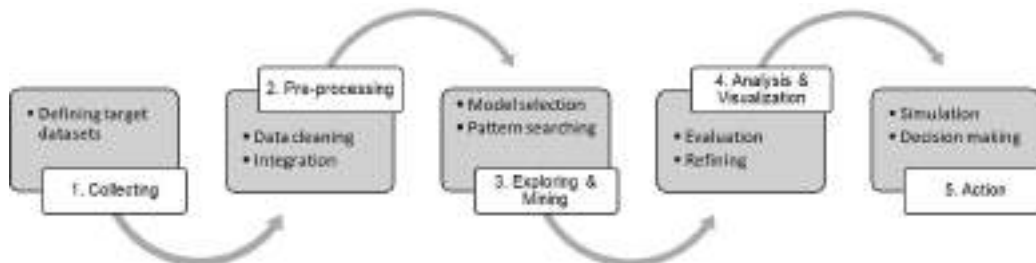 • Defining target
datasets
1. Collecting
2. Pre-processing
• Data cleaning
• Integration
• Model selection
• Pattern searching
3. Exploring &
Mining
4. Analysis &
Visualization
• Evaluation
• Refining
• Simulation
• Decision making
5. Action